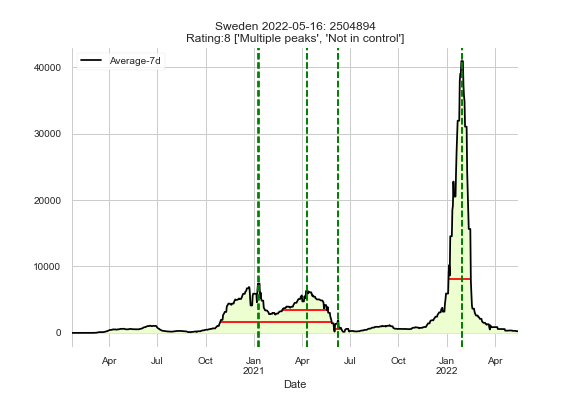 Sweden 2022-05-16: 2504894
Rating:8 ['Multiple peaks', 'Not in control']
Average-7d
40000
30000
20000
10000
0
Apr Jul Oct Jan Apr Jul Oct Jan Apr
2021 2022
Date